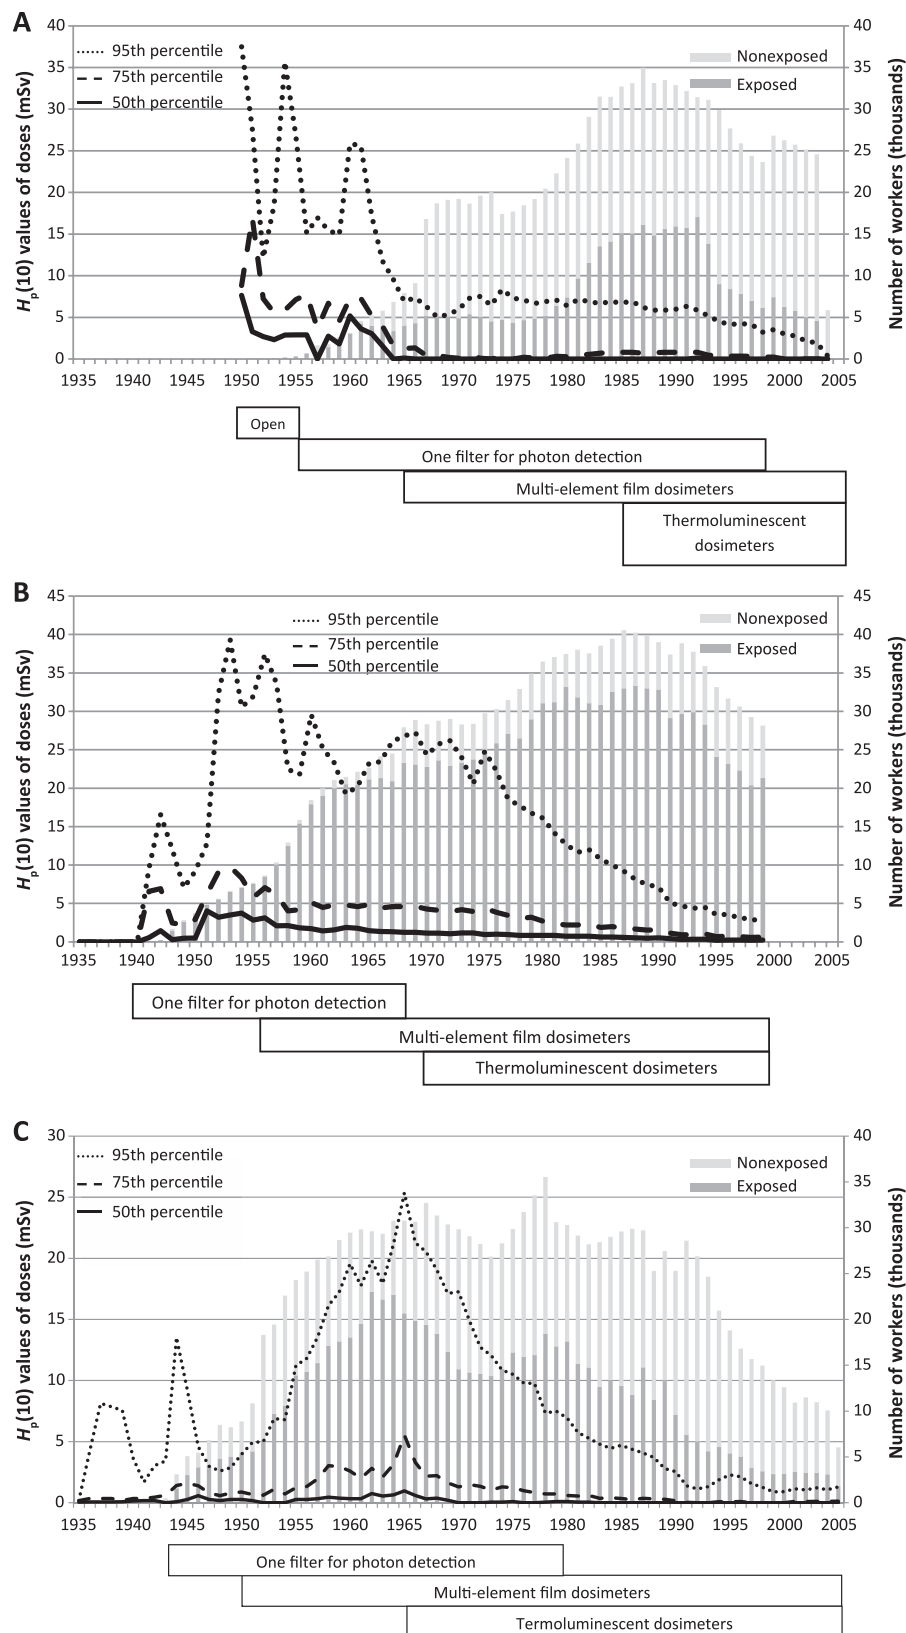 A
40
35
30
25
20
15
10
5
0
Hp(10) values of doses (mSv)
95th percentile
75th percentile
50th percentile
Nonexposed
Exposed
40
35
30
25
20
15
10
5
0
Number of workers (thousands)
1935 1940 1945 1950 1955 1960 1965 1970 1975 1980 1985 1990 1995 2000 2005
Open
One filter for photon detection
Multi-element film dosimeters
Thermoluminescent
dosimeters
B
45
40
35
30
25
20
15
10
5
0
Hp(10) values of doses (mSv)
95th percentile
75th percentile
50th percentile
Nonexposed
Exposed
45
40
35
30
25
20
15
10
5
0
Number of workers (thousands)
1935 1940 1945 1950 1955 1960 1965 1970 1975 1980 1985 1990 1995 2000 2005
One filter for photon detection
Multi-element film dosimeters
Thermoluminescent dosimeters
C
30
25
20
15
10
5
0
Hp(10) values of doses (mSv)
95th percentile
75th percentile
50th percentile
Nonexposed
Exposed
40
35
30
25
20
15
10
5
0
Number of workers (thousands)
1935 1940 1945 1950 1955 1960 1965 1970 1975 1980 1985 1990 1995 2000 2005
One filter for photon detection
Multi-element film dosimeters
Termoluminescent dosimeters